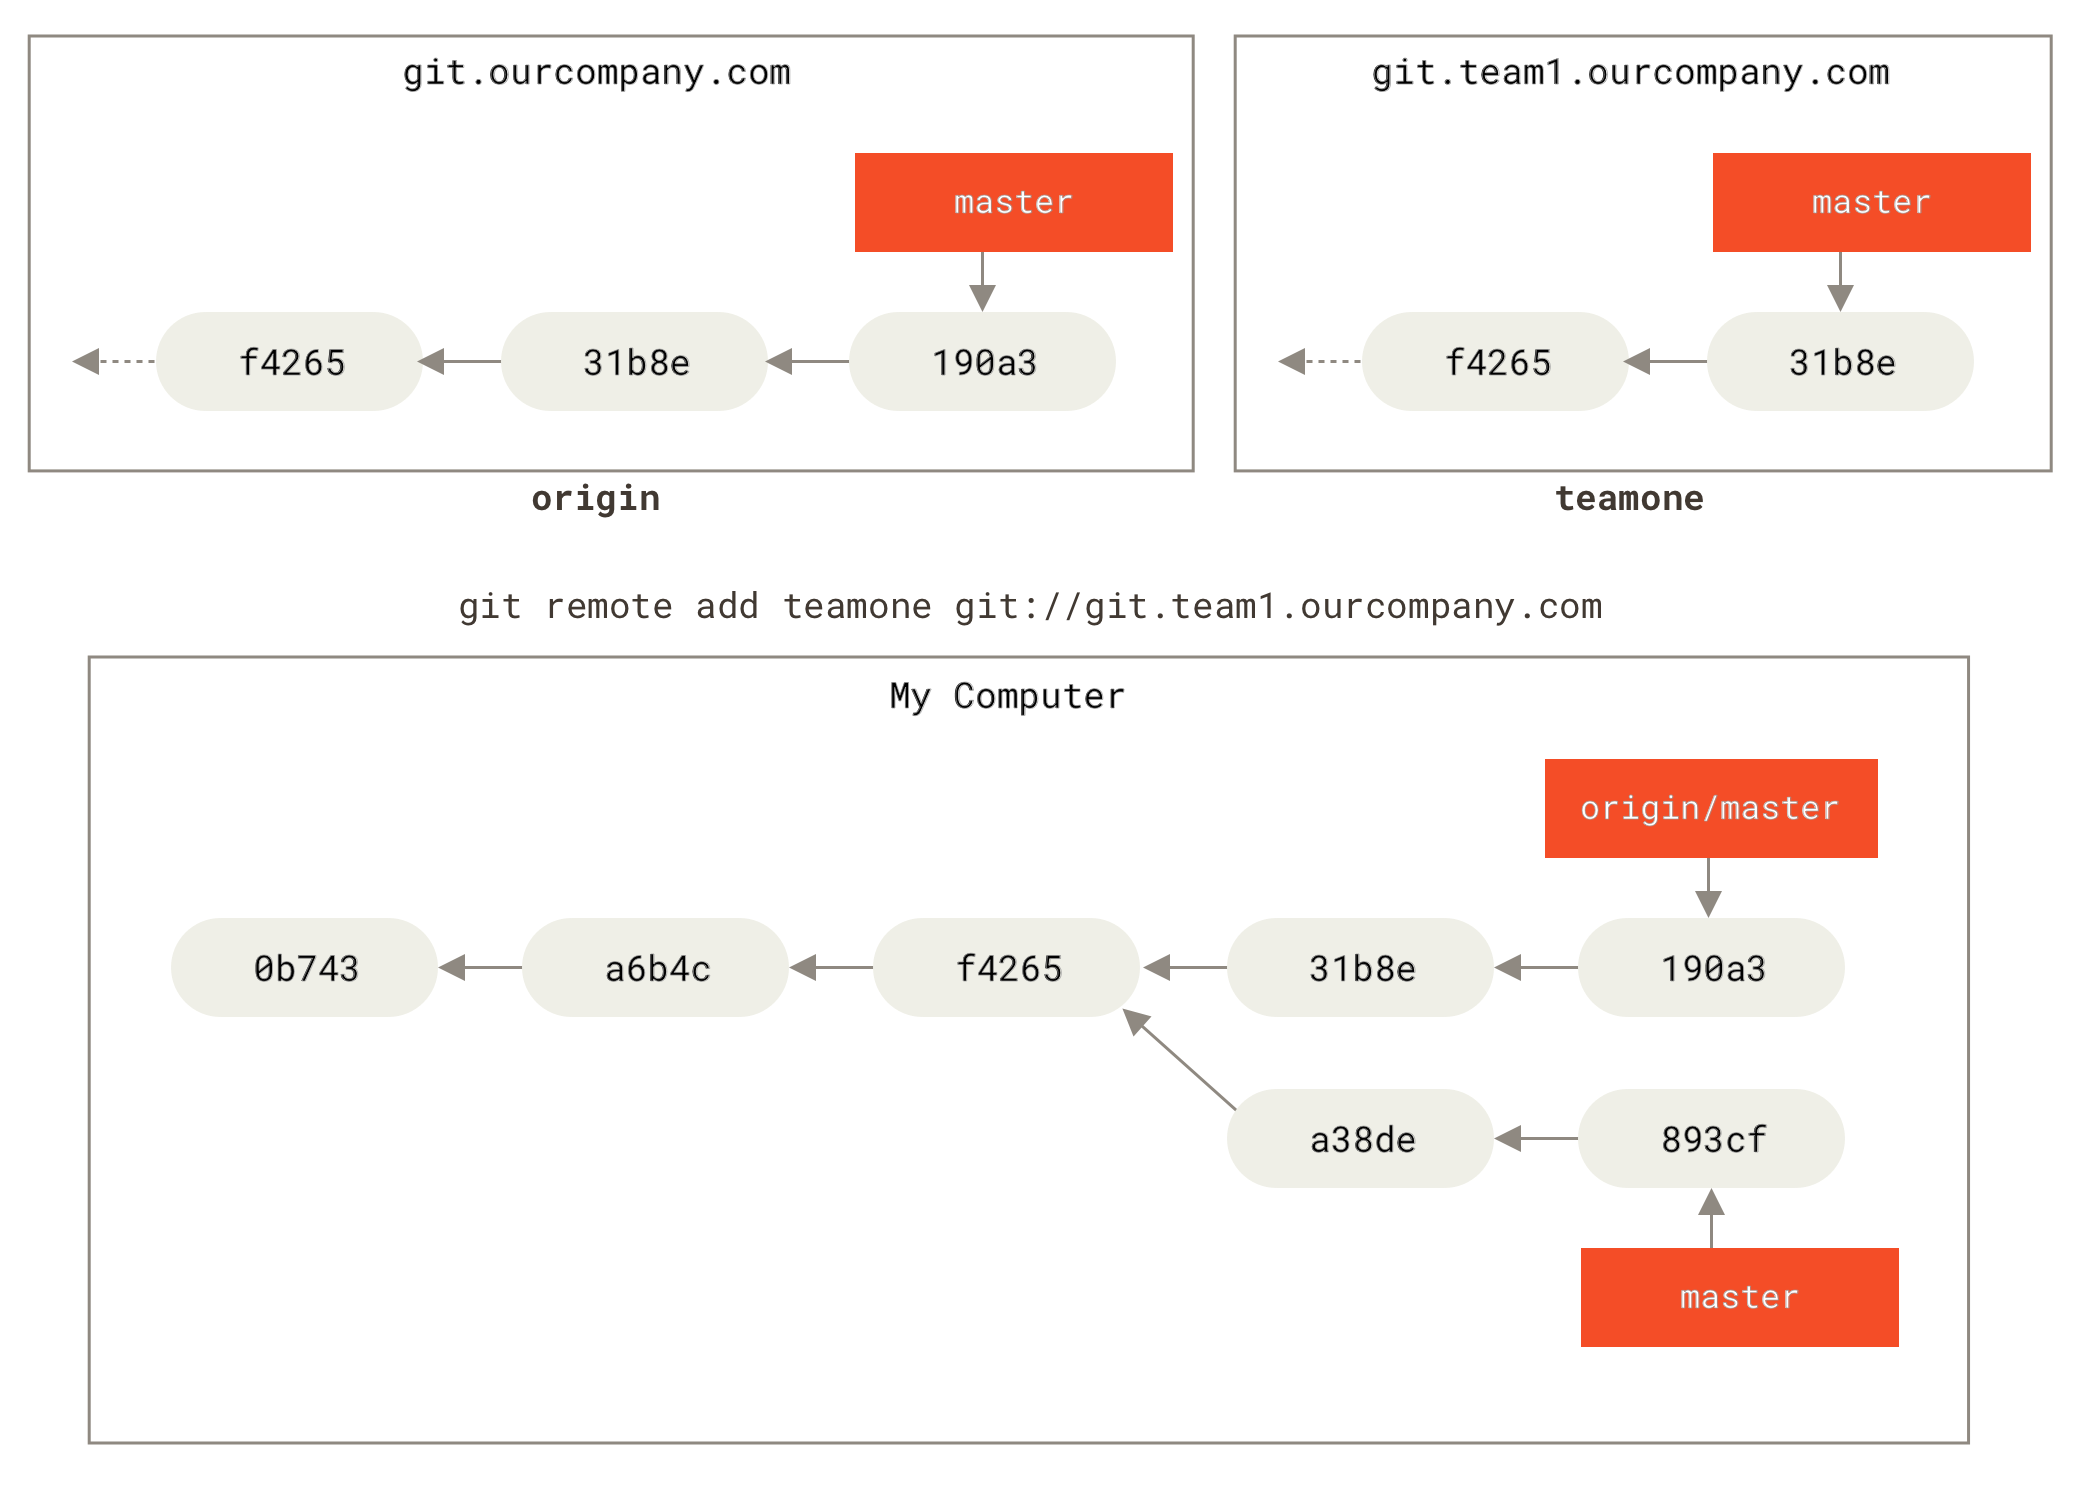 git.ourcompany.com
master
f4265
31b8e
190a3
origin
git.team1.ourcompany.com
master
f4265
31b8e
teamone
git remote add teamone git://git.team1.ourcompany.com
My Computer
origin/master
0b743
a6b4c
f4265
31b8e
190a3
a38de
893cf
master